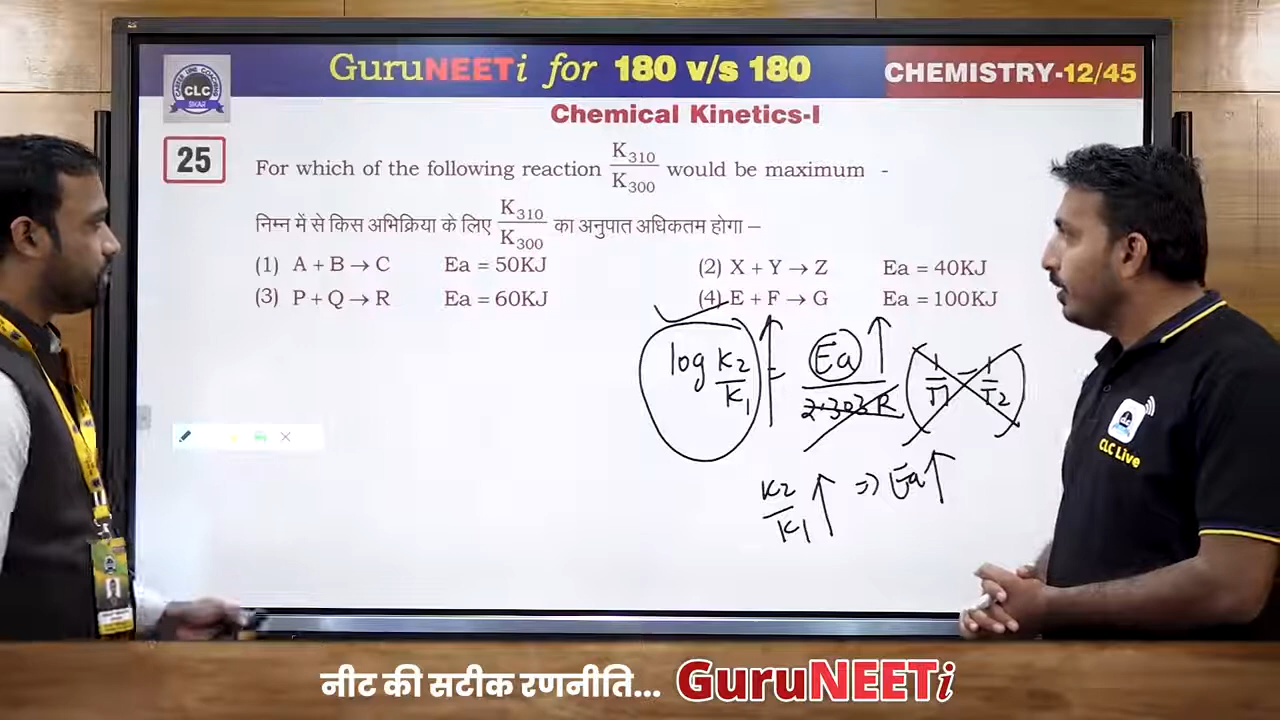 GuruNEETi for 180 v/s 180
CHEMISTRY-12/45
CLC
Chemical Kinetics-I
25
For which of the following reaction K310/K300 would be maximum -
निम्न में से किस अभिक्रिया के लिए K310/K300 का अनुपात अधिकतम होगा –
(1) A + B → C Ea = 50KJ (2) X + Y → Z Ea = 40KJ
(3) P + Q → R Ea = 60KJ (4) E + F → G Ea = 100KJ
log K2/K1 ↑ = Ea ↑/2.303R (1/T1 - 1/T2)
K2/K1 ↑ ⇒ Ea ↑
CLC Live
नीट की सटीक रणनीति... GuruNEETi